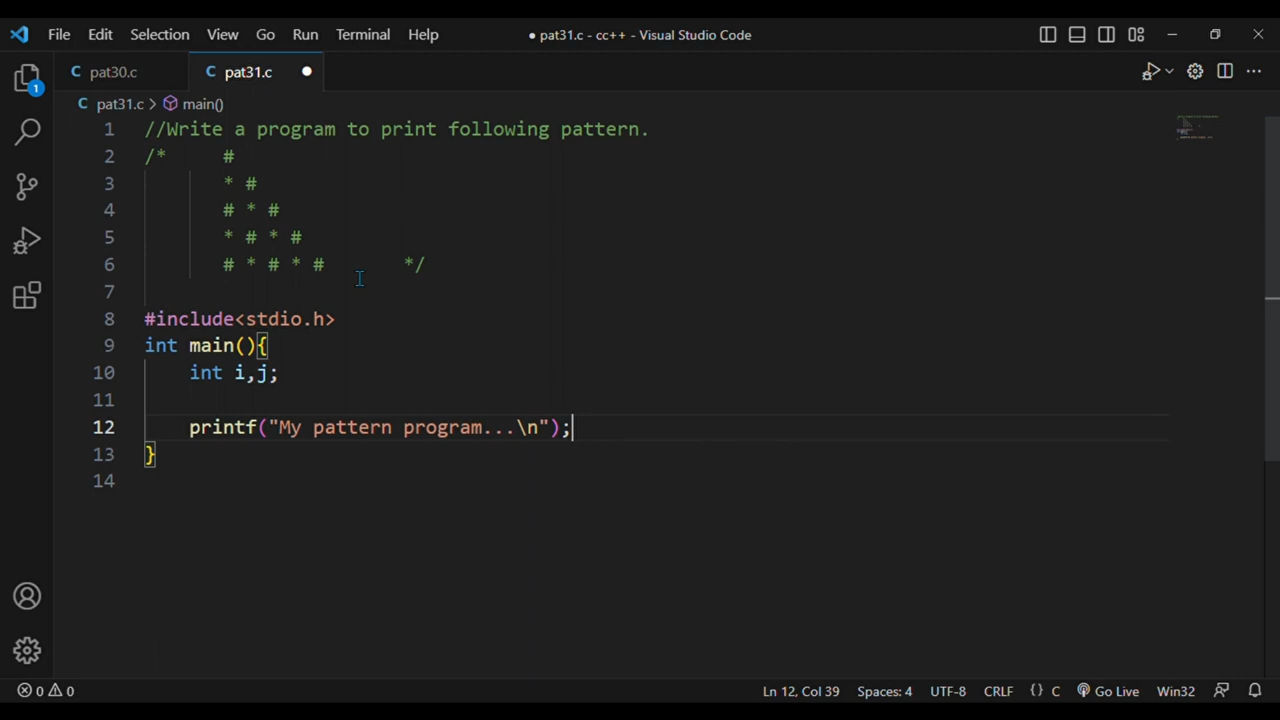 File Edit Selection View Go Run Terminal Help ● pat31.c - cc++ - Visual Studio Code
C pat30.c C pat31.c ●
1
C pat31.c > main()
1 //Write a program to print following pattern.
2 /* #
3 * #
4 # * #
5 * # * #
6 # * # * # */
7
8 #include<stdio.h>
9 int main(){
10 int i,j;
11
12 printf("My pattern program...\n");
13 }
14
0 0 Ln 12, Col 39 Spaces: 4 UTF-8 CRLF {} C Go Live Win32